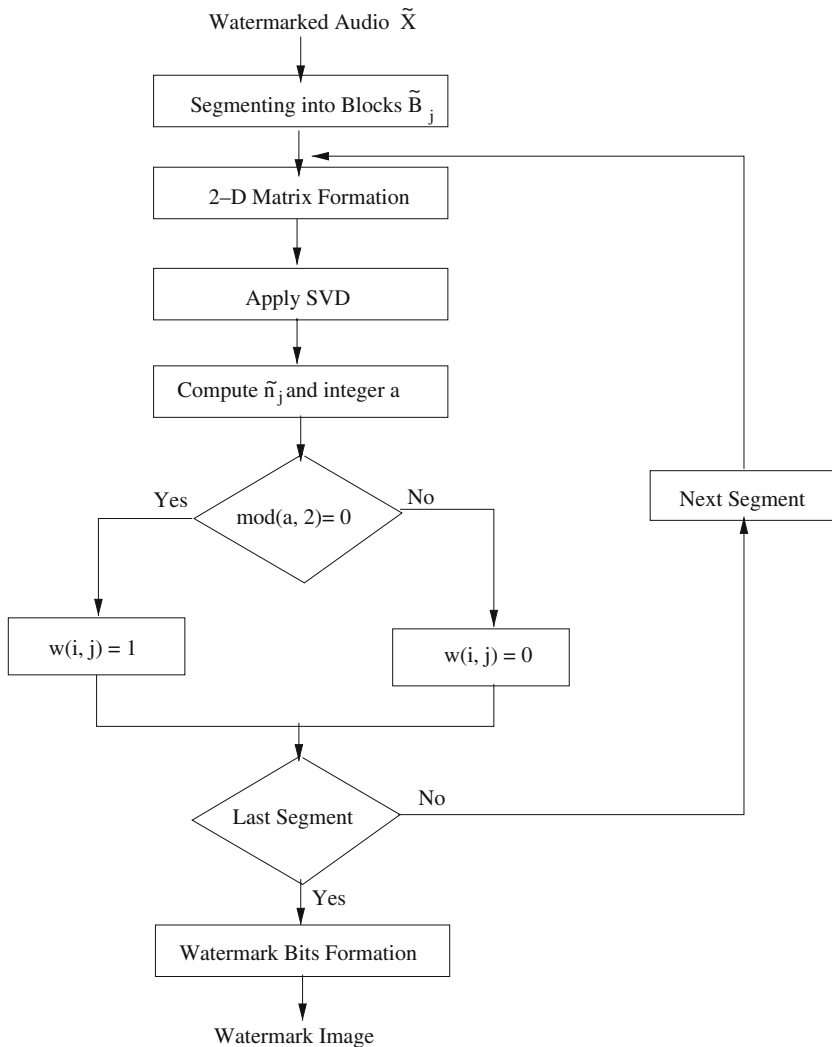 Watermarked Audio X̃
Segmenting into Blocks B̃ j
2–D Matrix Formation
Apply SVD
Compute ñ j and integer a
Yes
mod(a, 2)= 0
No
Next Segment
w(i, j) = 1
w(i, j) = 0
Last Segment
No
Yes
Watermark Bits Formation
Watermark Image